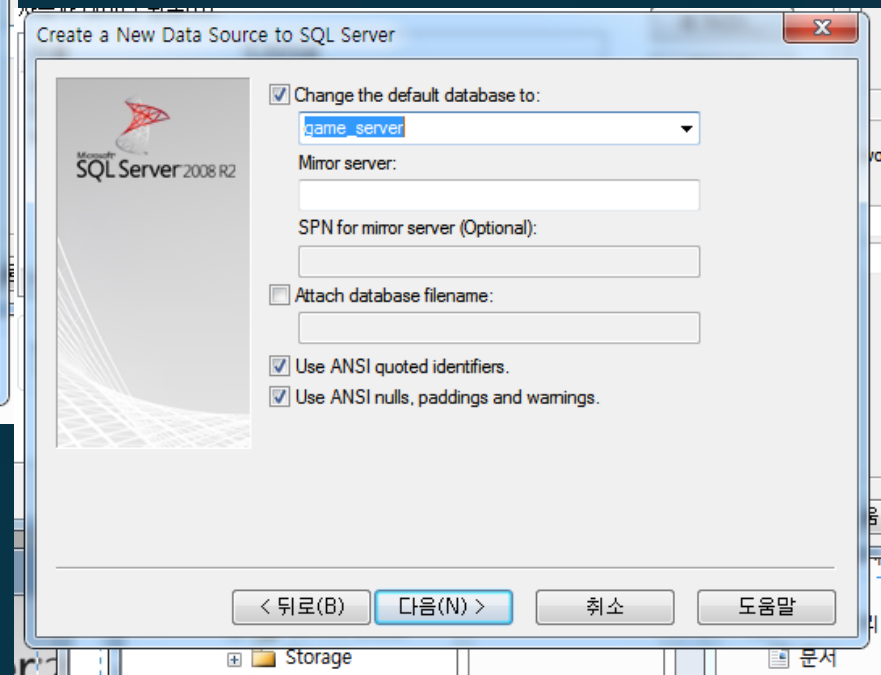 Create a New Data Source to SQL Server
Microsoft
SQL Server 2008 R2
Change the default database to:
game_server
Mirror server:
SPN for mirror server (Optional):
Attach database filename:
Use ANSI quoted identifiers.
Use ANSI nulls, paddings and warnings.
< 뒤로(B)
다음(N) >
취소
도움말
Storage
문서